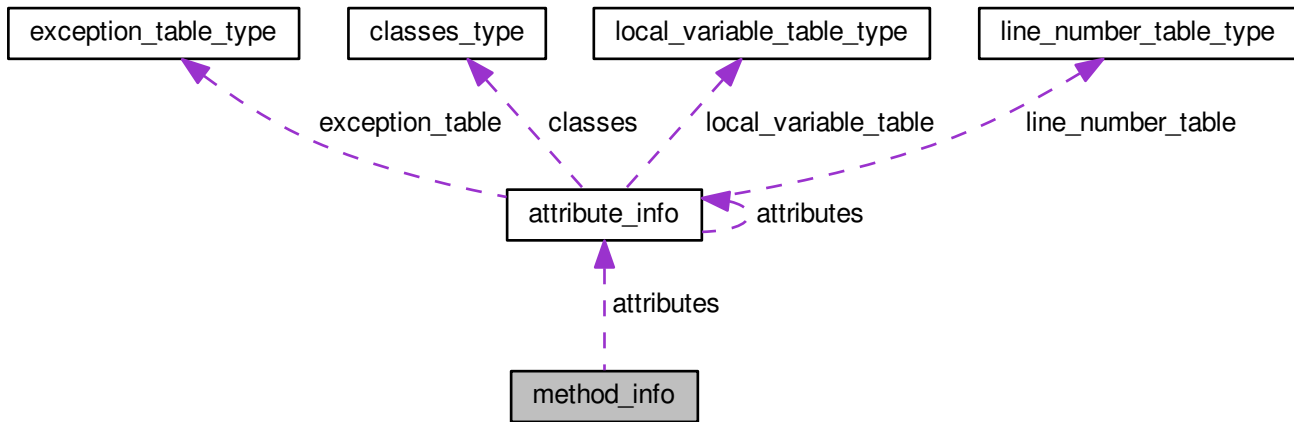 exception_table_type
classes_type
local_variable_table_type
line_number_table_type
exception_table
classes
local_variable_table
line_number_table
attribute_info
attributes
attributes
method_info